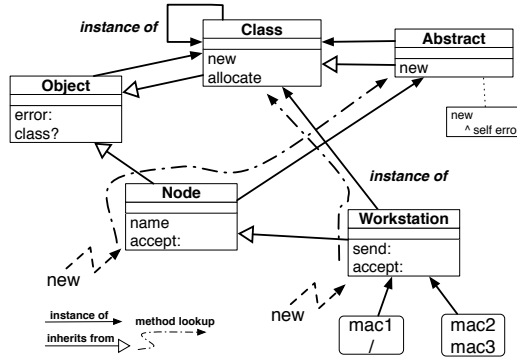 instance of
Class
new
allocate
Abstract
new
new
^ self error
Object
error:
class?
instance of
Node
name
accept:
Workstation
send:
accept:
new
new
mac1
/
mac2
mac3
instance of
method lookup
inherits from